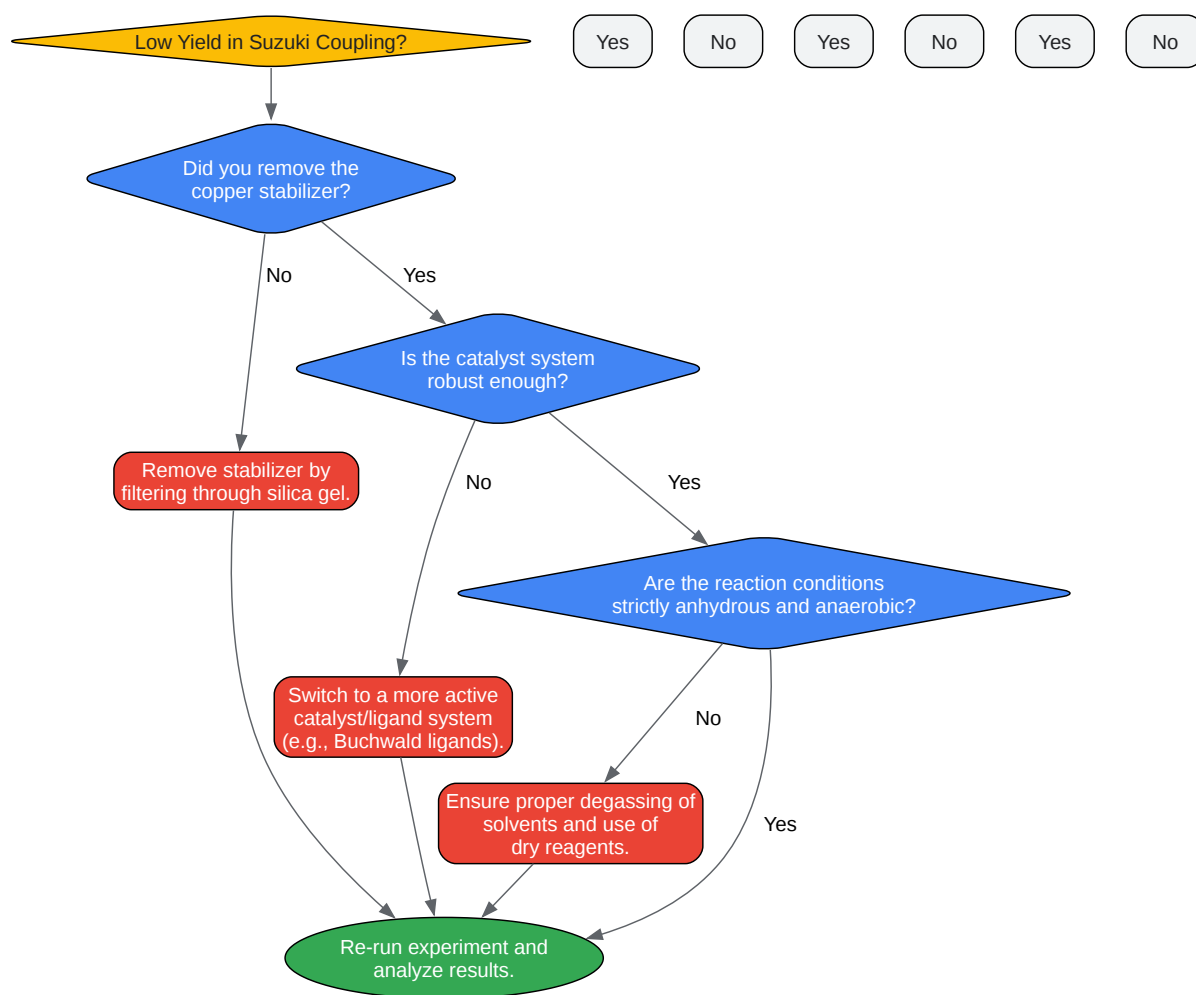 Low Yield in Suzuki Coupling?
Yes
No
Yes
No
Yes
No
Did you remove the
copper stabilizer?
No
Yes
Is the catalyst system
robust enough?
Remove stabilizer by
filtering through silica gel.
No
Yes
Are the reaction conditions
strictly anhydrous and anaerobic?
Switch to a more active
catalyst/ligand system
(e.g., Buchwald ligands).
No
Ensure proper degassing of
solvents and use of
dry reagents.
Yes
Re-run experiment and
analyze results.